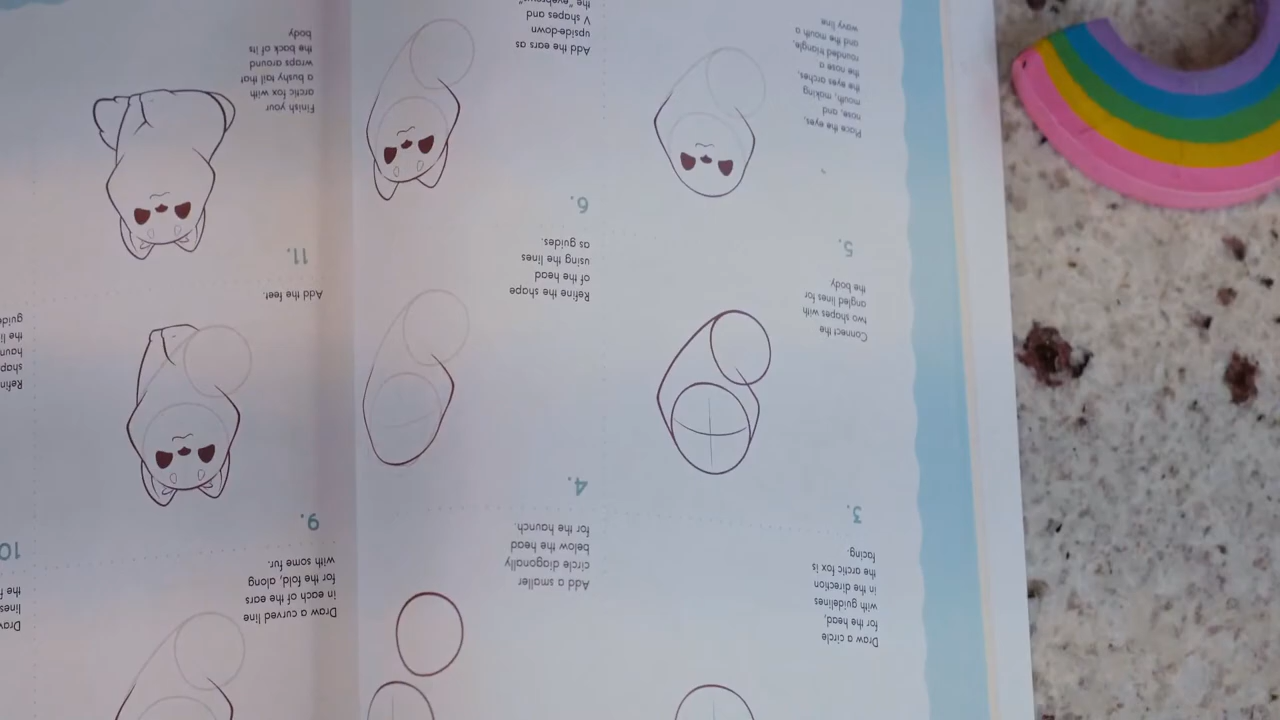 Draw a circle
for the head,
with guidelines
in the direction
the arctic fox is
facing.
Add a smaller
circle diagonally
below the head
for the haunch.
3.
Connect the
two shapes with
angled lines for
the body
4.
Refine the shape
of the head
using the lines
as guides.
5.
Place the eyes,
nose, and
mouth, making
the eyes arches,
the nose a
rounded triangle,
and the mouth a
wavy line
6.
Add the ears as
upside-down
V shapes and
the "eyebrows"
Draw a curved line
in each of the ears
for the fold, along
with some fur.
9.
Add the feet.
11.
Finish your
arctic fox with
a bushy tail that
wraps around
the back of its
body
Draw
lines
the
10